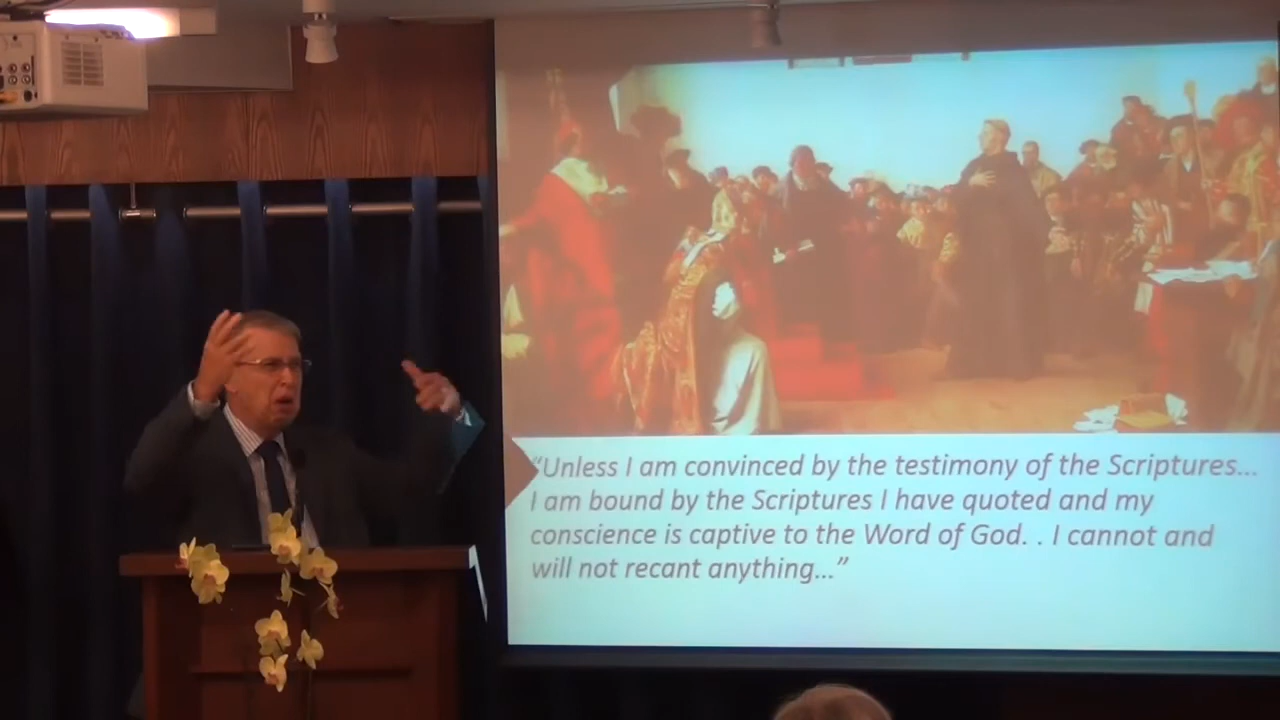 “Unless I am convinced by the testimony of the Scriptures...
I am bound by the Scriptures I have quoted and my
conscience is captive to the Word of God. . I cannot and
will not recant anything...”